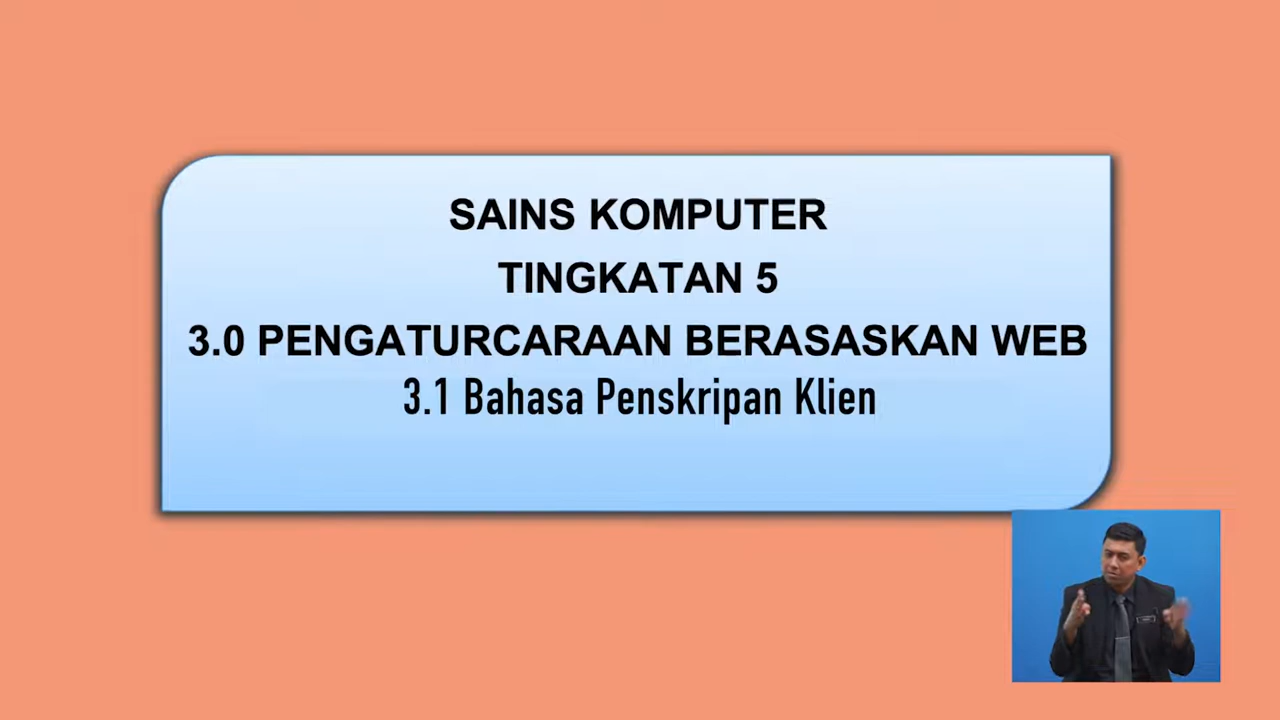 SAINS KOMPUTER
TINGKATAN 5
3.0 PENGATURCARAAN BERASASKAN WEB
3.1 Bahasa Penskripan Klien